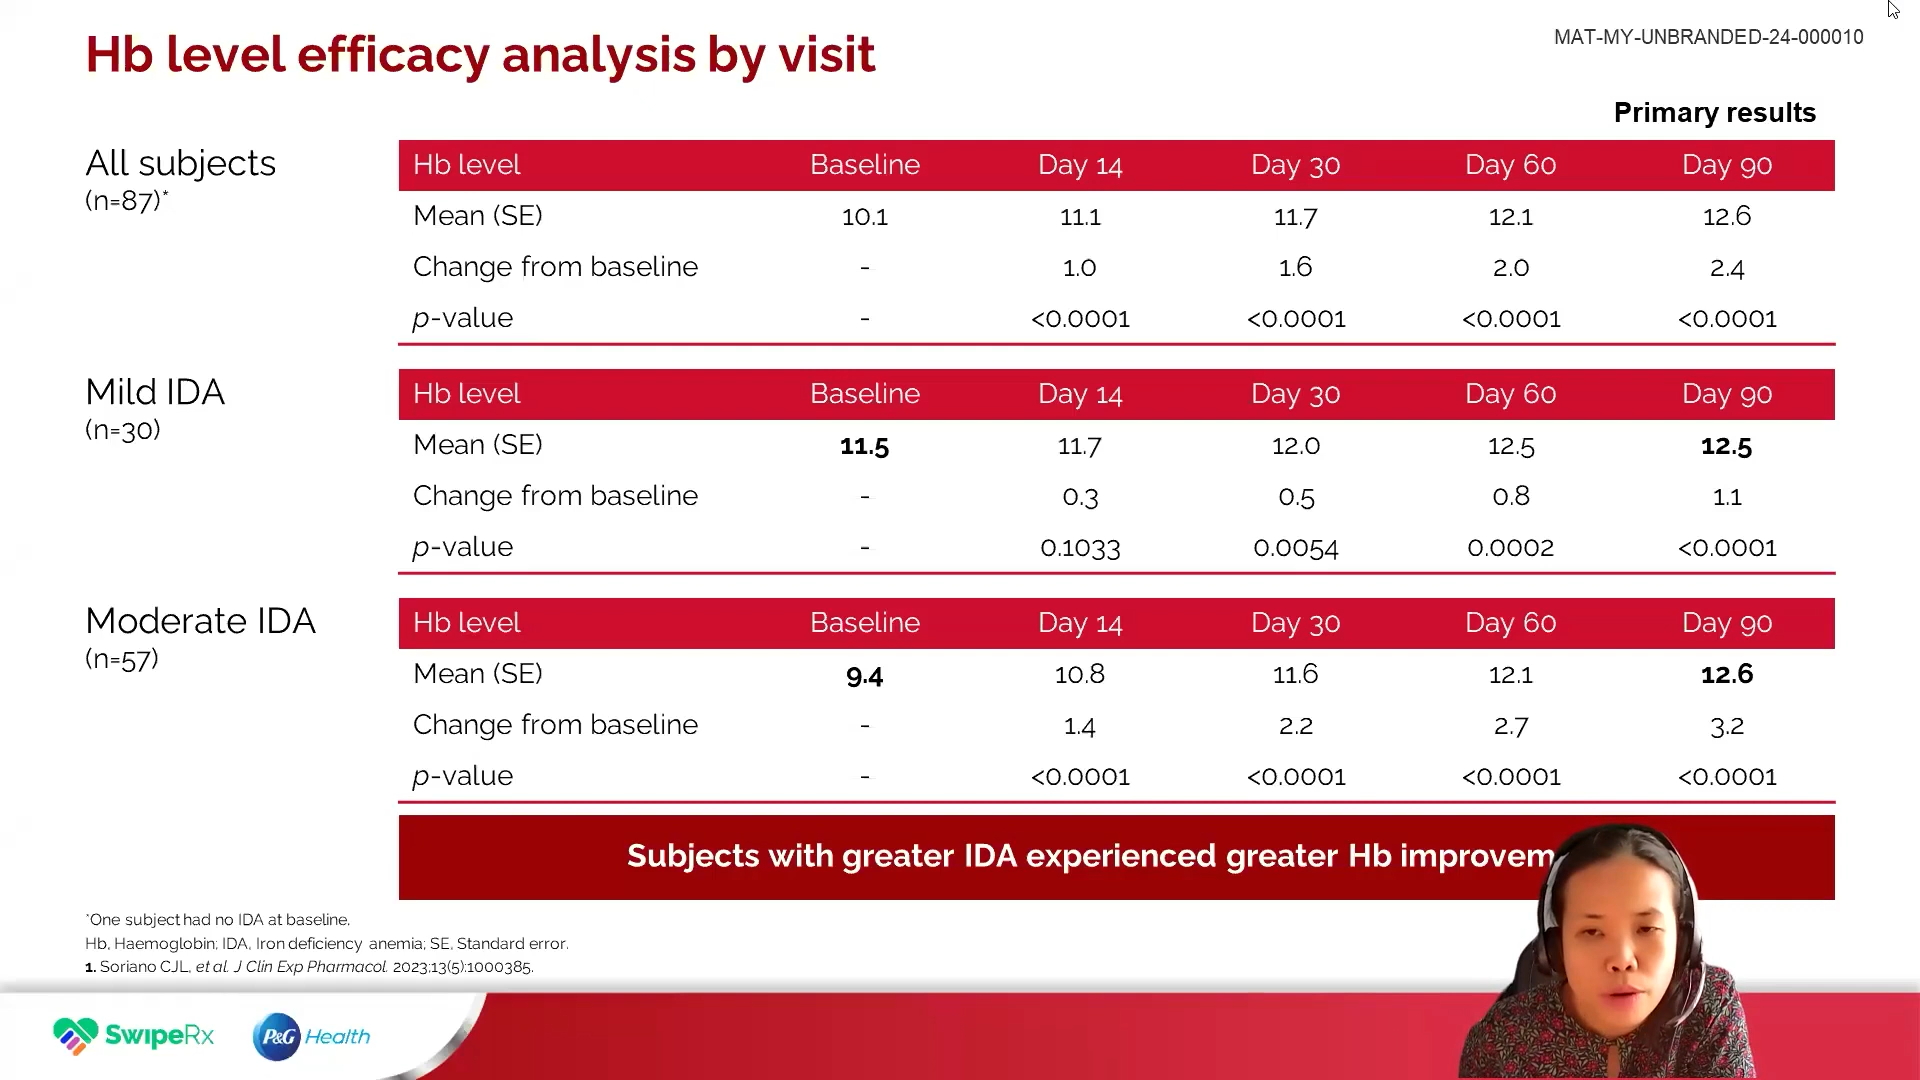 Hb level efficacy analysis by visit
MAT-MY-UNBRANDED-24-000010
Primary results
All subjects
(n=87)*
Hb level Baseline Day 14 Day 30 Day 60 Day 90
Mean (SE) 10.1 11.1 11.7 12.1 12.6
Change from baseline - 1.0 1.6 2.0 2.4
p-value - <0.0001 <0.0001 <0.0001 <0.0001
Mild IDA
(n=30)
Hb level Baseline Day 14 Day 30 Day 60 Day 90
Mean (SE) 11.5 11.7 12.0 12.5 12.5
Change from baseline - 0.3 0.5 0.8 1.1
p-value - 0.1033 0.0054 0.0002 <0.0001
Moderate IDA
(n=57)
Hb level Baseline Day 14 Day 30 Day 60 Day 90
Mean (SE) 9.4 10.8 11.6 12.1 12.6
Change from baseline - 1.4 2.2 2.7 3.2
p-value - <0.0001 <0.0001 <0.0001 <0.0001
Subjects with greater IDA experienced greater Hb improvem
*One subject had no IDA at baseline.
Hb, Haemoglobin; IDA, Iron deficiency anemia; SE, Standard error.
1. Soriano CJL, et al. J Clin Exp Pharmacol. 2023;13(5):1000385.
SwipeRx P&G Health